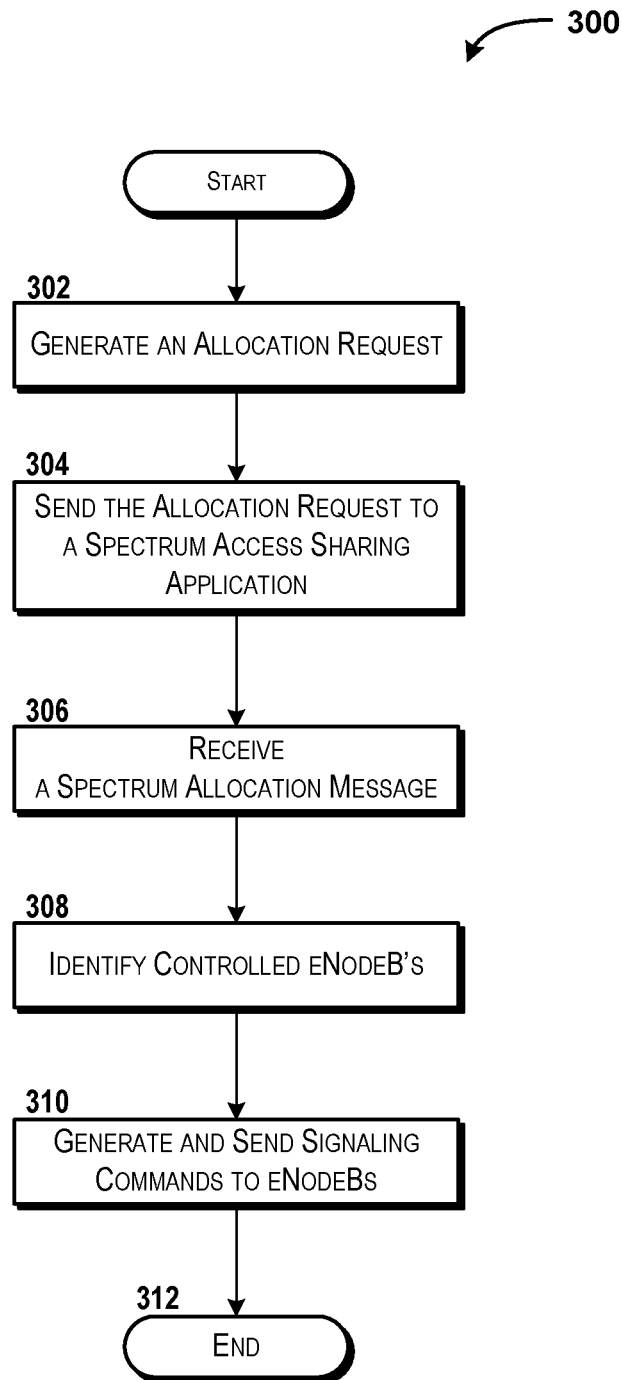 300
START
302
GENERATE AN ALLOCATION REQUEST
304
SEND THE ALLOCATION REQUEST TO
A SPECTRUM ACCESS SHARING
APPLICATION
306
RECEIVE
A SPECTRUM ALLOCATION MESSAGE
308
IDENTIFY CONTROLLED ENODEB'S
310
GENERATE AND SEND SIGNALING
COMMANDS TO ENODEBS
312
END